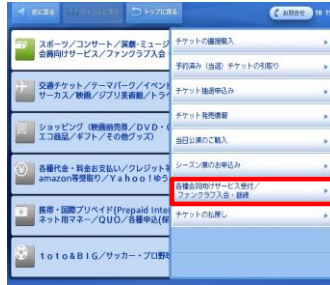 前に戻る
トップに戻る
お問合せ
スポーツ/コンサート/演劇・ミュージ
会員向けサービス/ファンクラブ入会
交通チケット/テーマパーク/イベント
サーカス/映画/ジブリ美術館/トラベ
ショッピング(映画前売券/DVD・
エコ商品/ギフト/その他グッズ)
各種代金・料金お支払い/クレジット
amazon等受取り/Yahoo!ゆう
携帯・国際プリペイド(Prepaid Inte
ネット用マネー/QUO/各種申込(保
toto&BIG/サッカー・プロ野球
チケットの直接購入
予約済み(当選)チケットの引取り
チケット抽選申込み
チケット発売情報
当日公演のご購入
シーズン席のお申込み
各種会員向けサービス受付/
ファンクラブ入会・継続
チケットの払戻し